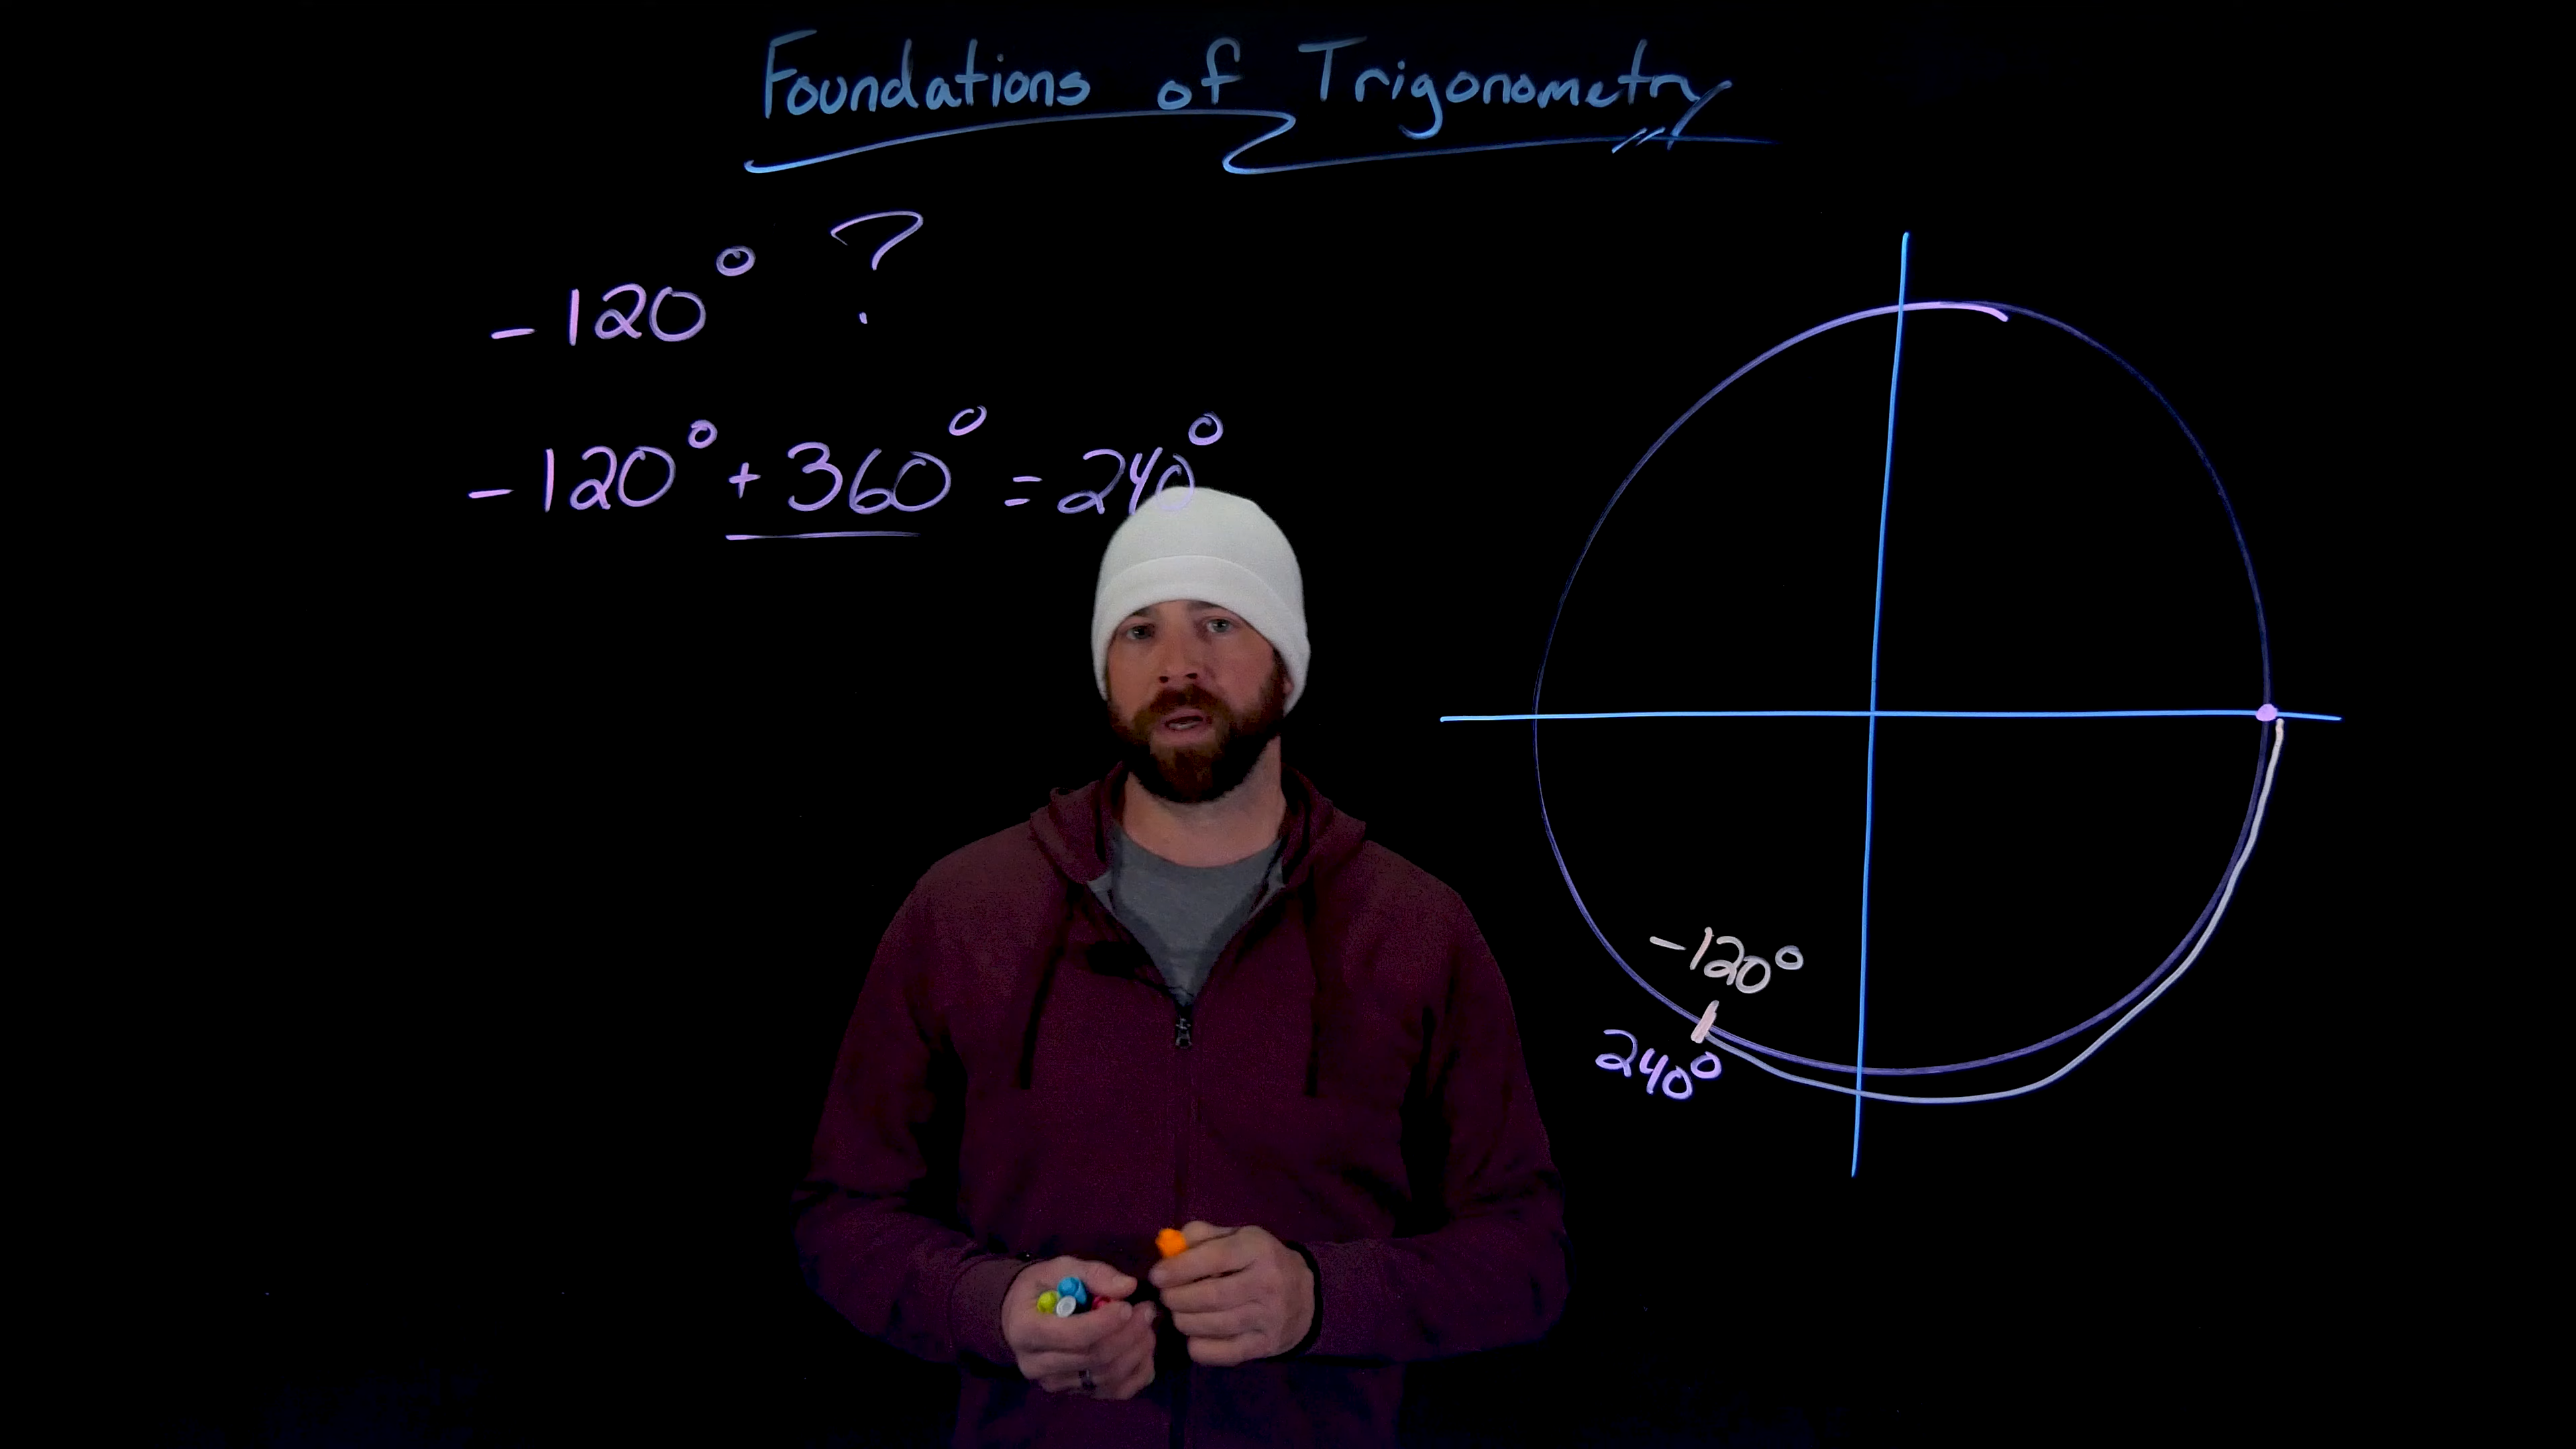 Foundations of Trigonometry
-120° ?
-120° + 360° = 240°
-120°
240°